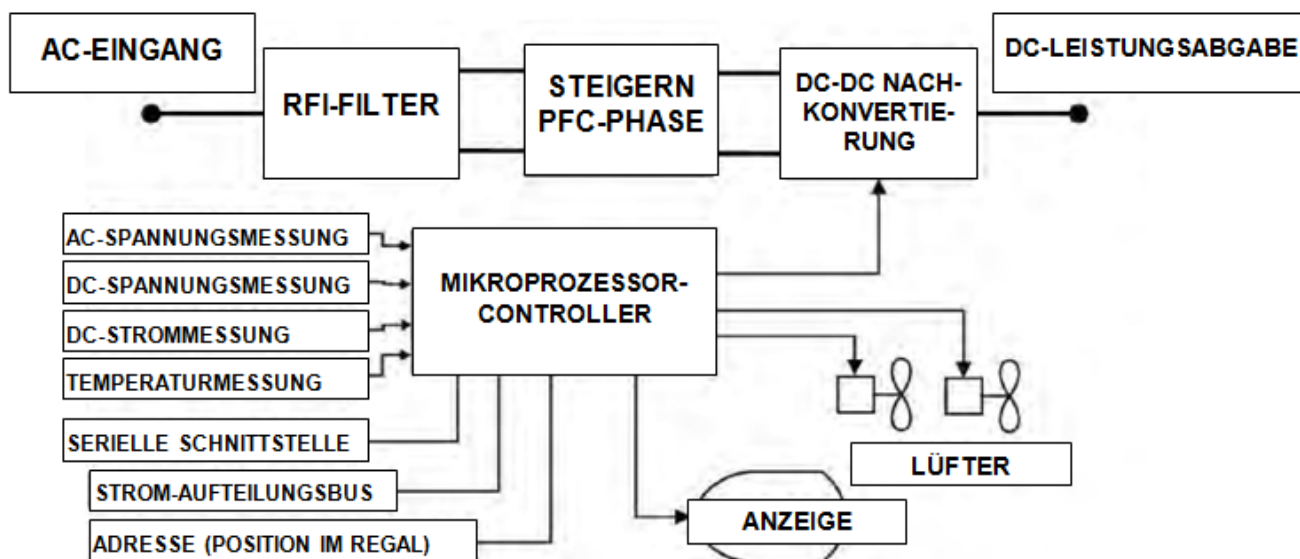 AC-EINGANG
DC-LEISTUNGSABGABE
RFI-FILTER
STEIGERN
PFC-PHASE
DC-DC NACH-
KONVERTIE-
RUNG
AC-SPANNUNGSMESSUNG
DC-SPANNUNGSMESSUNG
DC-STROMMESSUNG
TEMPERATURMESSUNG
MIKROPROZESSOR-
CONTROLLER
SERIELLE SCHNITTSTELLE
STROM-AUFTEILUNGSBUS
ADRESSE (POSITION IM REGAL)
LÜFTER
ANZEIGE